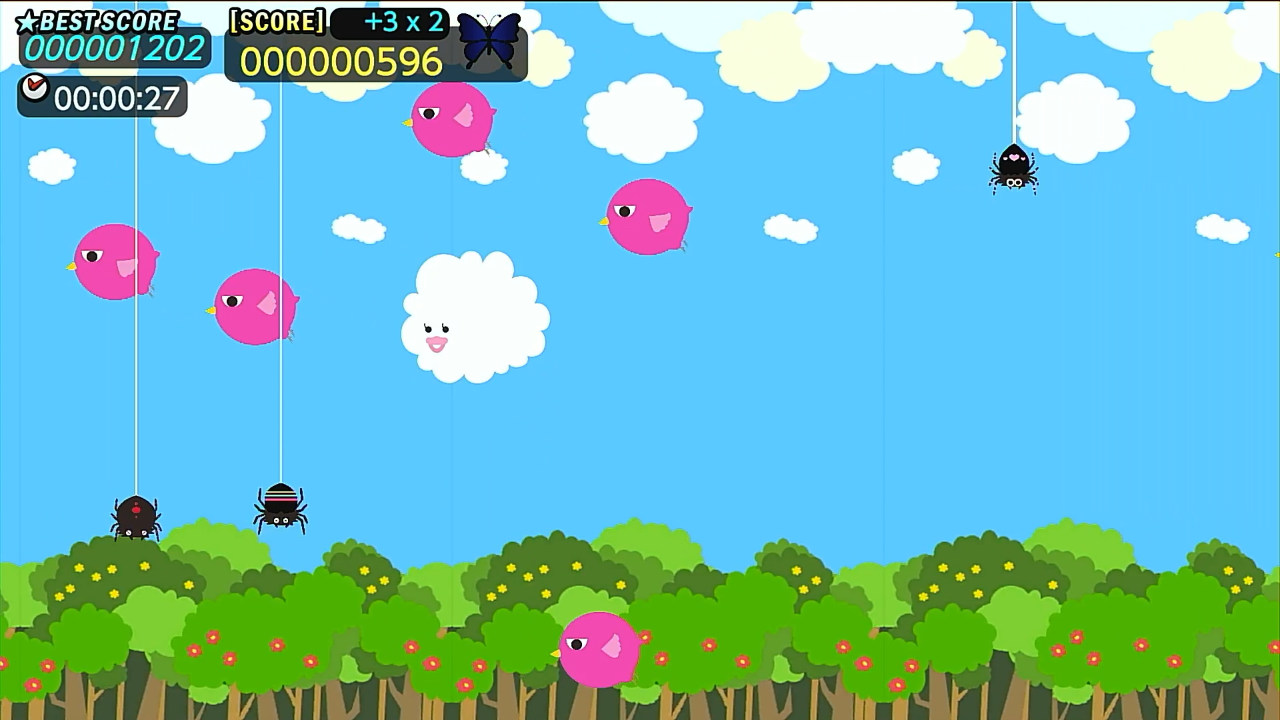 ★BEST SCORE
000001202
[SCORE]
+3 x 2
000000596
00:00:27